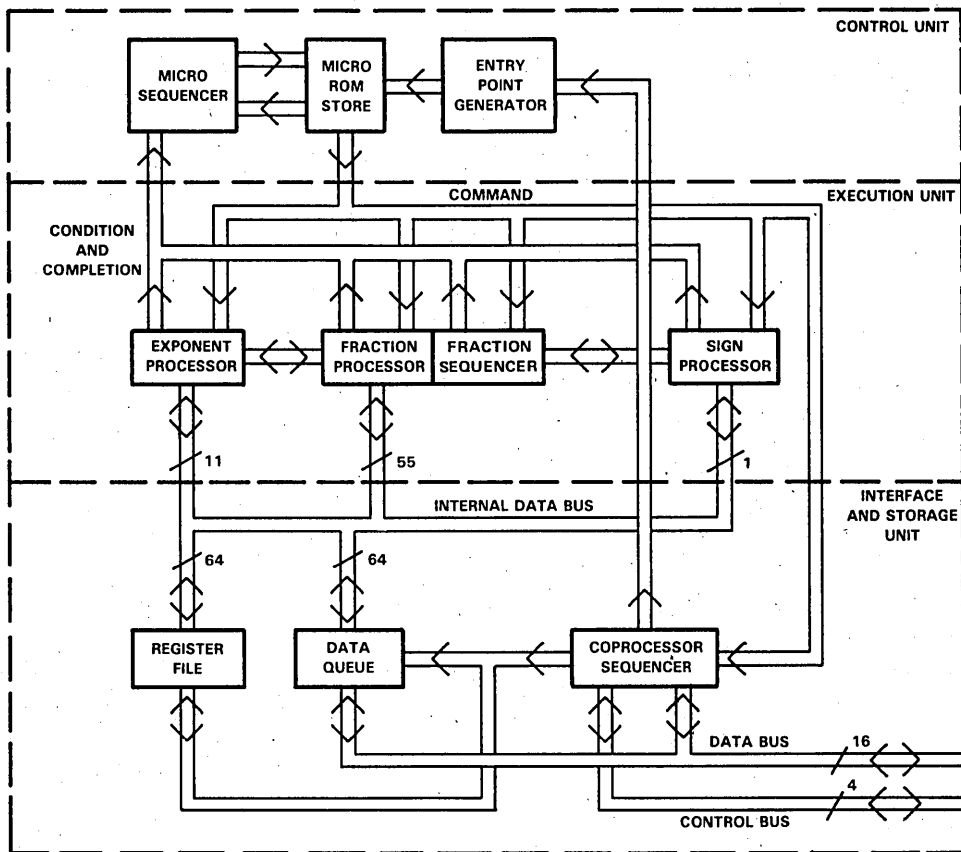 CONTROL UNIT
MICRO
SEQUENCER
MICRO
ROM
STORE
ENTRY
POINT
GENERATOR
COMMAND
EXECUTION UNIT
CONDITION
AND
COMPLETION
EXPONENT
PROCESSOR
FRACTION
PROCESSOR
FRACTION
SEQUENCER
SIGN
PROCESSOR
11
55
1
INTERNAL DATA BUS
INTERFACE
AND STORAGE
UNIT
64
64
REGISTER
FILE
DATA
QUEUE
COPROCESSOR
SEQUENCER
DATA BUS
16
4
CONTROL BUS